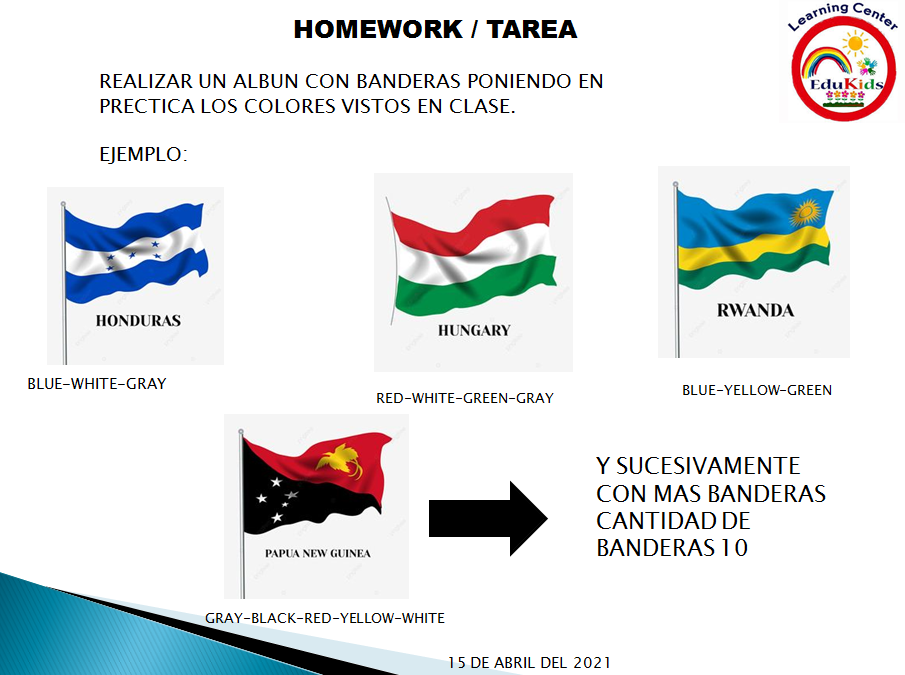 HOMEWORK / TAREA
Learning Center
EduKids
REALIZAR UN ALBUN CON BANDERAS PONIENDO EN
PRECTICA LOS COLORES VISTOS EN CLASE.
EJEMPLO:
HONDURAS
BLUE-WHITE-GRAY
HUNGARY
RED-WHITE-GREEN-GRAY
RWANDA
BLUE-YELLOW-GREEN
PAPUA NEW GUINEA
GRAY-BLACK-RED-YELLOW-WHITE
Y SUCESIVAMENTE
CON MAS BANDERAS
CANTIDAD DE
BANDERAS 10
15 DE ABRIL DEL 2021